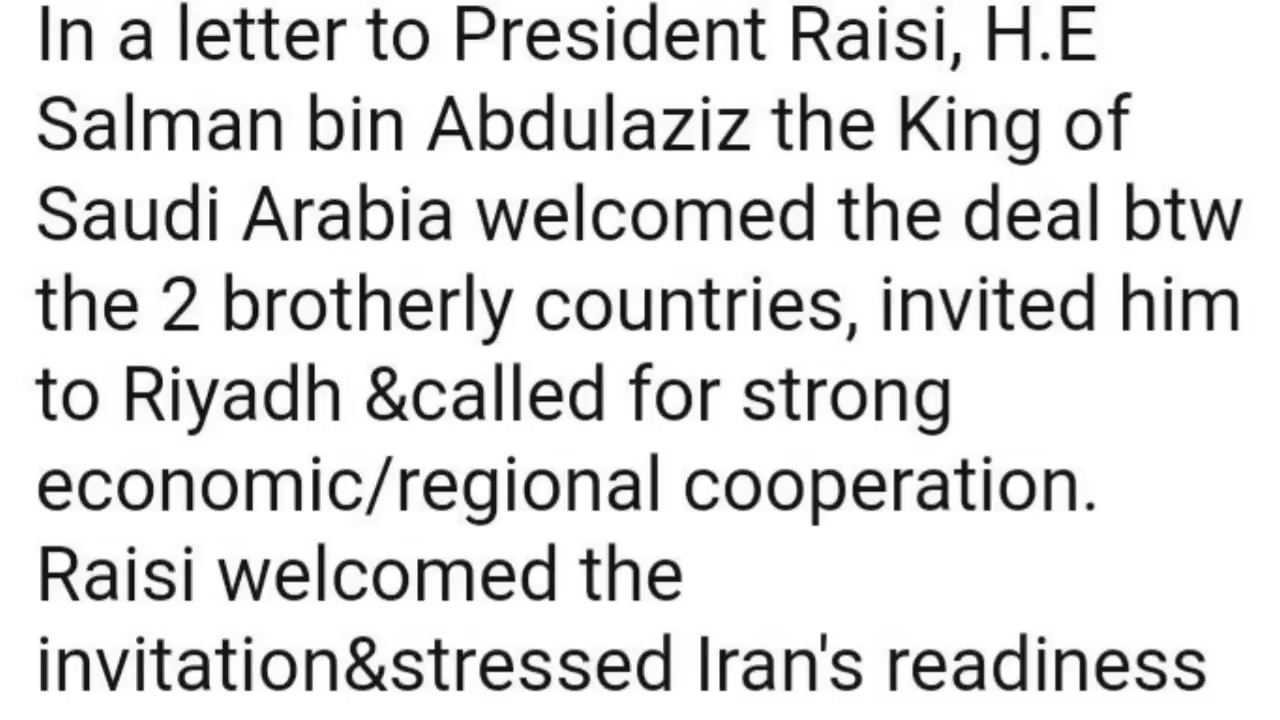 In a letter to President Raisi, H.E
Salman bin Abdulaziz the King of
Saudi Arabia welcomed the deal btw
the 2 brotherly countries, invited him
to Riyadh &called for strong
economic/regional cooperation.
Raisi welcomed the
invitation&stressed Iran's readiness